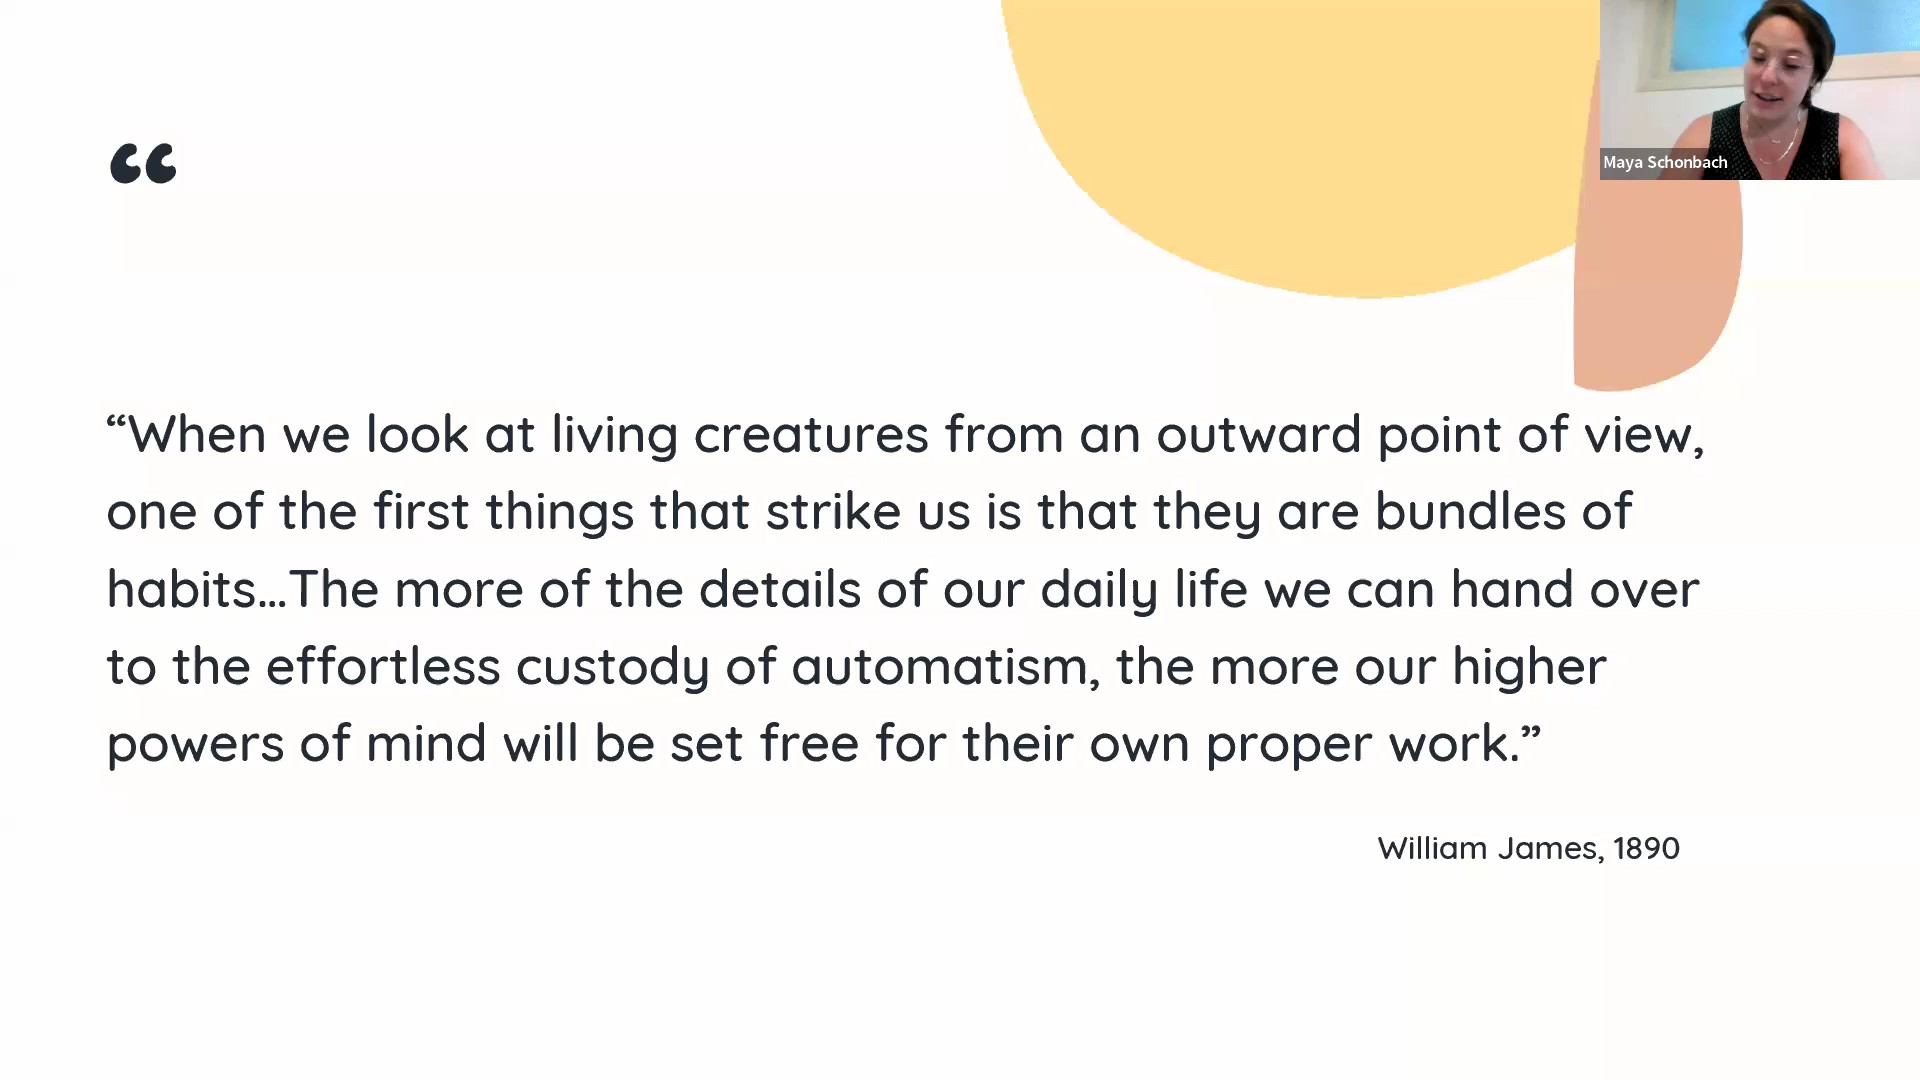 “
“When we look at living creatures from an outward point of view,
one of the first things that strike us is that they are bundles of
habits...The more of the details of our daily life we can hand over
to the effortless custody of automatism, the more our higher
powers of mind will be set free for their own proper work.”
William James, 1890
Maya Schonbach